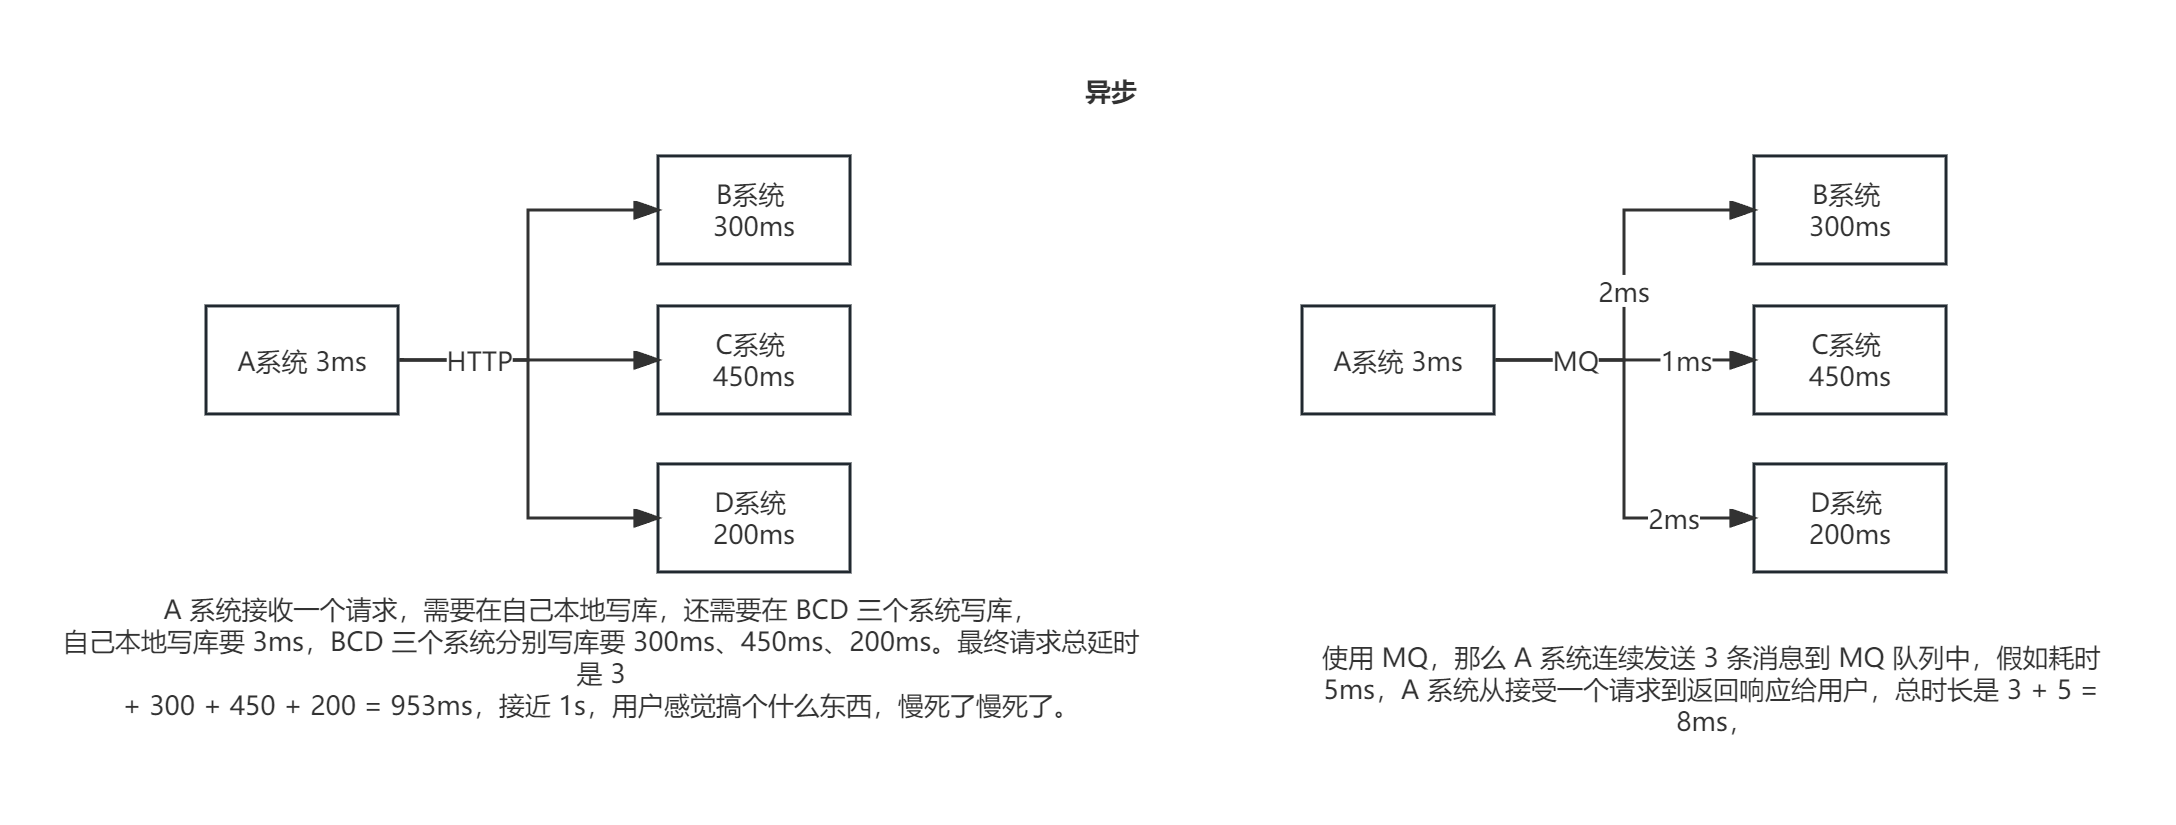 异步
B系统
300ms
A系统 3ms
HTTP
C系统
450ms
D系统
200ms
A 系统接收一个请求，需要在自己本地写库，还需要在 BCD 三个系统写库，
自己本地写库要 3ms，BCD 三个系统分别写库要 300ms、450ms、200ms。最终请求总延时
是 3
+ 300 + 450 + 200 = 953ms，接近 1s，用户感觉搞个什么东西，慢死了慢死了。
B系统
300ms
2ms
A系统 3ms
MQ
1ms
C系统
450ms
2ms
D系统
200ms
使用 MQ，那么 A 系统连续发送 3 条消息到 MQ 队列中，假如耗时
5ms，A 系统从接受一个请求到返回响应给用户，总时长是 3 + 5 =
8ms，